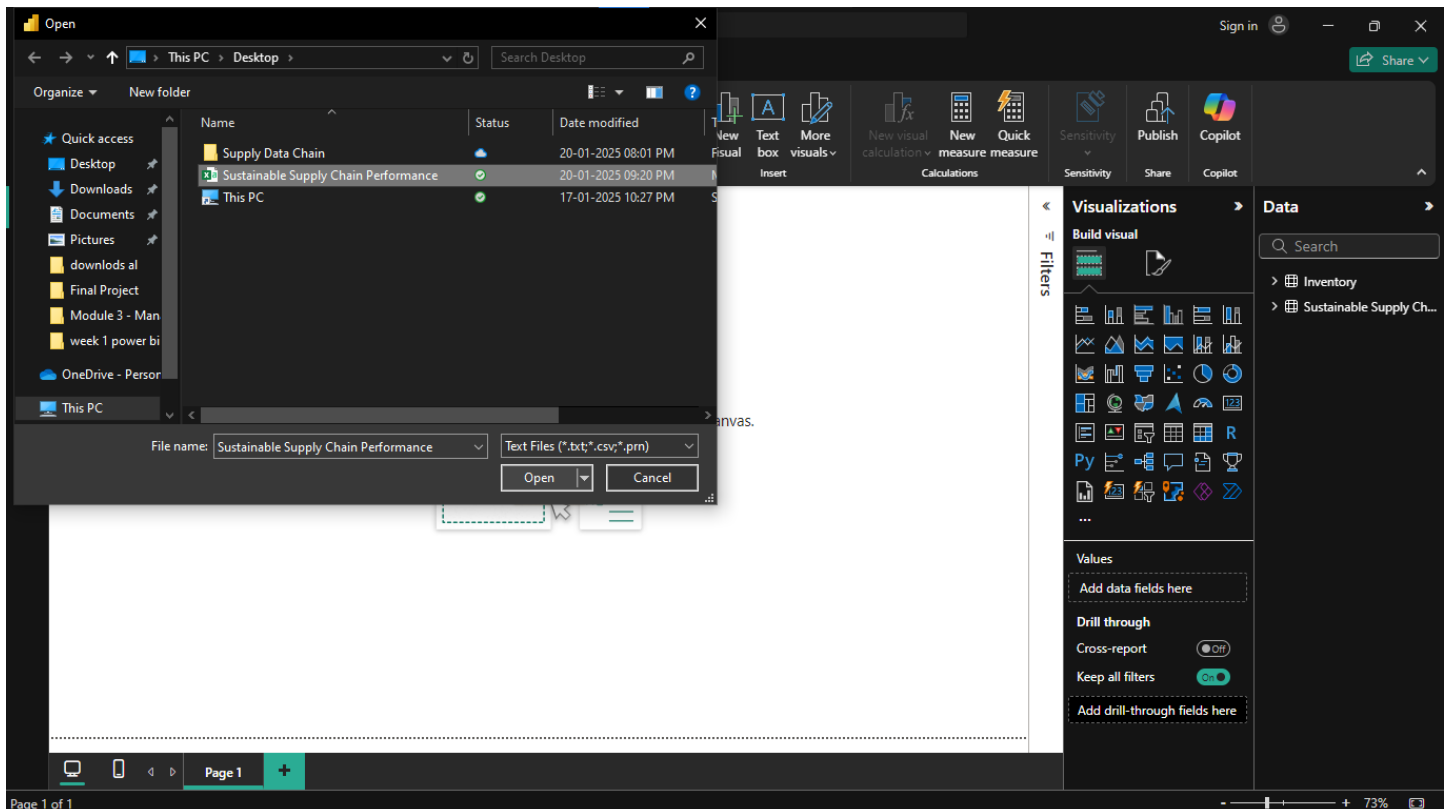 Open
Sign in
Share
This PC > Desktop >
Search Desktop
Organize
New folder
Name
Status
Date modified
Quick access
Desktop
Downloads
Documents
Pictures
downlods al
Final Project
Module 3 - Man
week 1 power bi
OneDrive - Person
This PC
Supply Data Chain
20-01-2025 08:01 PM
Sustainable Supply Chain Performance
20-01-2025 09:20 PM
This PC
17-01-2025 10:27 PM
File name:
Sustainable Supply Chain Performance
Text Files (*.txt;*.csv;*.prn)
Open
Cancel
New
Text box
A
More visuals
Insert
New visual calculation
New measure
Quick measure
Calculations
Sensitivity
Sensitivity
Publish
Share
Copilot
Copilot
anvas.
Filters
Visualizations
Build visual
123
R
Py
123
...
Values
Add data fields here
Drill through
Cross-report
Off
Keep all filters
On
Add drill-through fields here
Data
Search
Inventory
Sustainable Supply Ch...
Page 1
Page 1 of 1
- + 73%